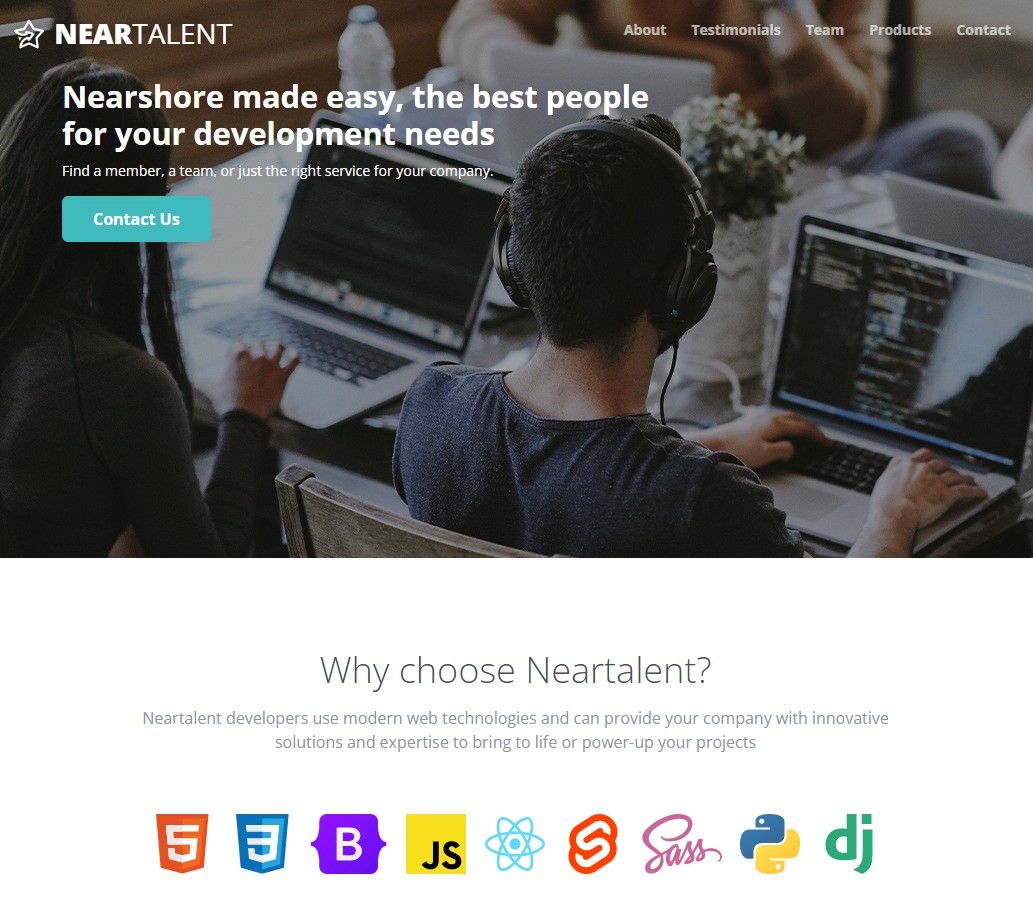 NEARTALENT
About Testimonials Team Products Contact
Nearshore made easy, the best people
for your development needs
Find a member, a team, or just the right service for your company.
Contact Us
Why choose Neartalent?
Neartalent developers use modern web technologies and can provide your company with innovative
solutions and expertise to bring to life or power-up your projects
5 3 B JS Sass dj